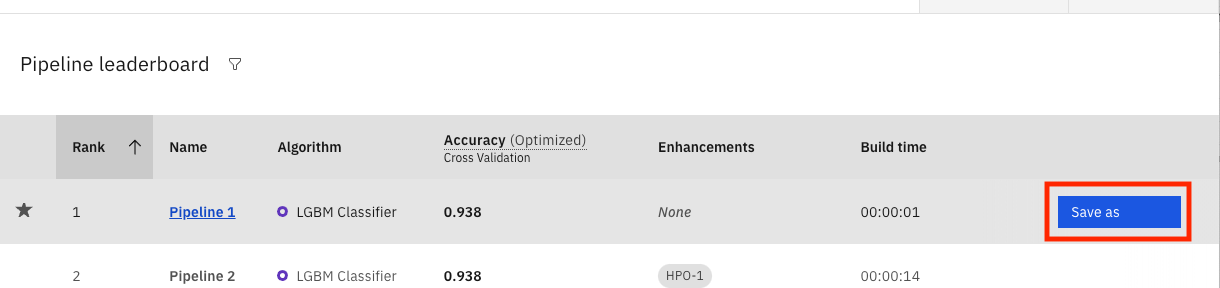 Pipeline leaderboard
Rank Name Algorithm Accuracy (Optimized) Enhancements Build time
Cross Validation
1 Pipeline 1 LGBM Classifier 0.938 None 00:00:01 Save as
2 Pipeline 2 LGBM Classifier 0.938 HPO-1 00:00:14